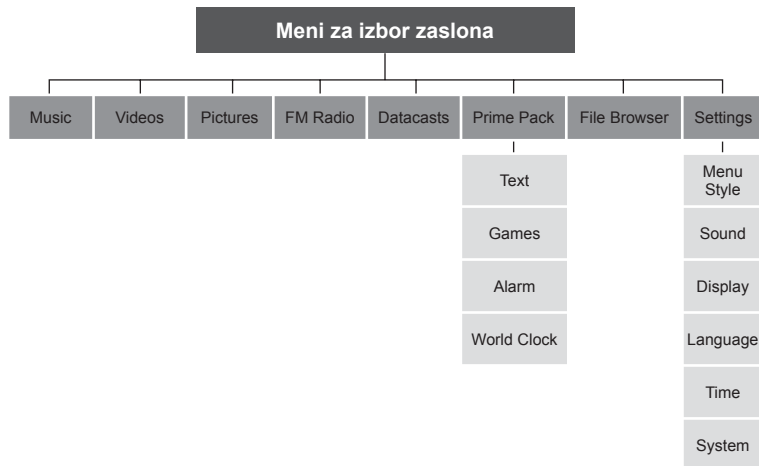 Meni za izbor zaslona
Music Videos Pictures FM Radio Datacasts Prime Pack File Browser Settings
Text
Games
Alarm
World Clock
Menu
Style
Sound
Display
Language
Time
System